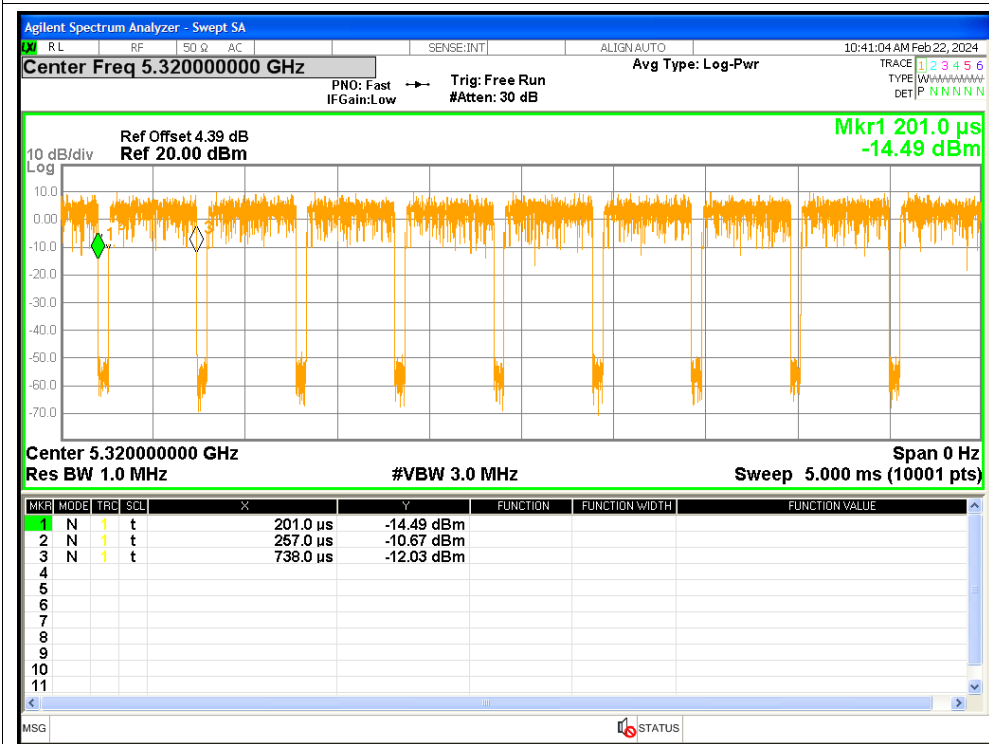 Agilent Spectrum Analyzer - Swept SA
LXI RL RF 50 Ω AC SENSE:INT ALIGN AUTO 10:41:04 AM Feb 22, 2024
Center Freq 5.320000000 GHz Avg Type: Log-Pwr TRACE 1 2 3 4 5 6
PNO: Fast Trig: Free Run TYPE W
IFGain:Low #Atten: 30 dB DET P N N N N N
Mkr1 201.0 µs
Ref Offset 4.39 dB
10 dB/div Ref 20.00 dBm -14.49 dBm
Log
10.0
0.00
1 2 3
-10.0
-20.0
-30.0
-40.0
-50.0
-60.0
-70.0
Center 5.320000000 GHz Span 0 Hz
Res BW 1.0 MHz #VBW 3.0 MHz Sweep 5.000 ms (10001 pts)
MKR MODE TRC SCL X Y FUNCTION FUNCTION WIDTH FUNCTION VALUE
1 N 1 t 201.0 µs -14.49 dBm
2 N 1 t 257.0 µs -10.67 dBm
3 N 1 t 738.0 µs -12.03 dBm
4
5
6
7
8
9
10
11
MSG STATUS